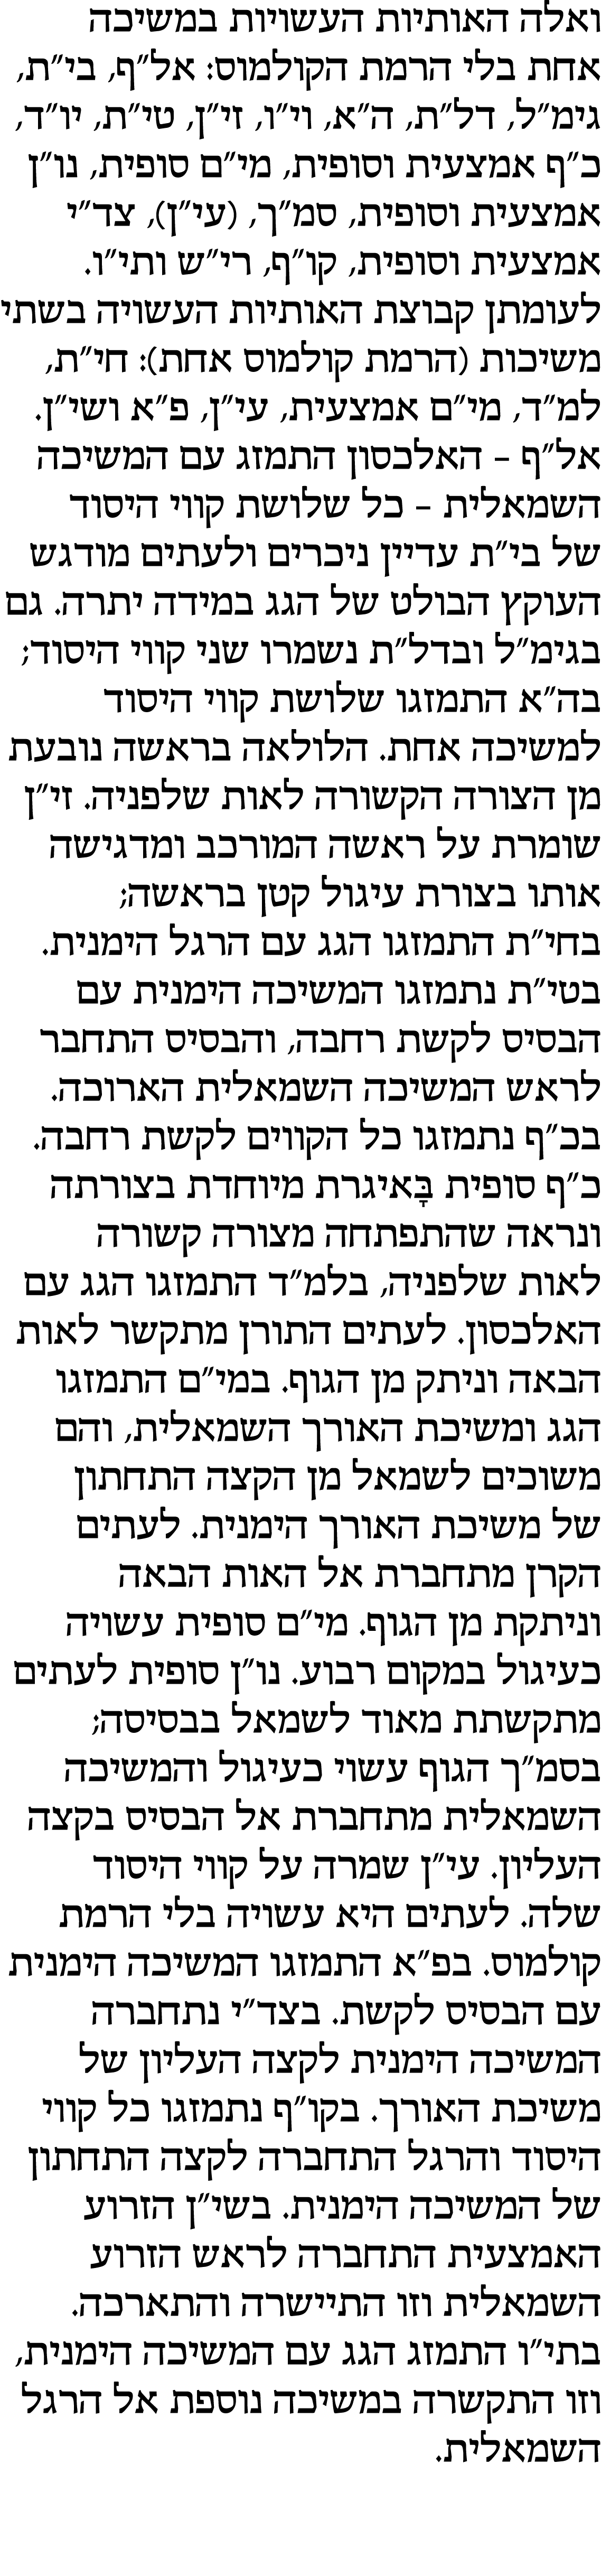 ואלה האותיות העשויות במשיכה
אחת בלי הרמת הקולמוס: אל״ף, בי״ת,
גימ״ל, דל״ת, ה״א, וי״ו, זי״ן, טי״ת, יו״ד,
כ״ף אמצעית וסופית, מי״ם סופית, נו״ן
אמצעית וסופית, סמ״ך, (עי״ן), צד״י
אמצעית וסופית, קו״ף, רי״ש ותי״ו.
לעומתן קבוצת האותיות העשויה בשתי
משיכות (הרמת קולמוס אחת): חי״ת,
למ״ד, מי״ם אמצעית, עי״ן, פ״א ושי״ן.
אל״ף – האלכסון התמזג עם המשיכה
השמאלית – כל שלושת קווי היסוד
של בי״ת עדיין ניכרים ולעתים מודגש
העוקץ הבולט של הגג במידה יתרה. גם
בגימ״ל ובדל״ת נשמרו שני קווי היסוד;
בה״א התמזגו שלושת קווי היסוד
למשיכה אחת. הלולאה בראשה נובעת
מן הצורה הקשורה לאות שלפניה. זי״ן
שומרת על ראשה המורכב ומדגישה
אותו בצורת עיגול קטן בראשה;
בחי״ת התמזגו הגג עם הרגל הימנית.
בטי״ת נתמזגו המשיכה הימנית עם
הבסיס לקשת רחבה, והבסיס התחבר
לראש המשיכה השמאלית הארוכה.
בכ״ף נתמזגו כל הקווים לקשת רחבה.
כ״ף סופית בָּאיגרת מיוחדת בצורתה
ונראה שהתפתחה מצורה קשורה
לאות שלפניה, בלמ״ד התמזגו הגג עם
האלכסון. לעתים התורן מתקשר לאות
הבאה וניתק מן הגוף. במי״ם התמזגו
הגג ומשיכת האורך השמאלית, והם
משוכים לשמאל מן הקצה התחתון
של משיכת האורך הימנית. לעתים
הקרן מתחברת אל האות הבאה
וניתקת מן הגוף. מי״ם סופית עשויה
כעיגול במקום רבוע. נו״ן סופית לעתים
מתקשתת מאוד לשמאל בבסיסה;
בסמ״ך הגוף עשוי כעיגול והמשיכה
השמאלית מתחברת אל הבסיס בקצה
העליון. עי״ן שמרה על קווי היסוד
שלה. לעתים היא עשויה בלי הרמת
קולמוס. בפ״א התמזגו המשיכה הימנית
עם הבסיס לקשת. בצד״י נתחברה
המשיכה הימנית לקצה העליון של
משיכת האורך. בקו״ף נתמזגו כל קווי
היסוד והרגל התחברה לקצה התחתון
של המשיכה הימנית. בשי״ן הזרוע
האמצעית התחברה לראש הזרוע
השמאלית וזו התיישרה והתארכה.
בתי״ו התמזג הגג עם המשיכה הימנית,
וזו התקשרה במשיכה נוספת אל הרגל
השמאלית.